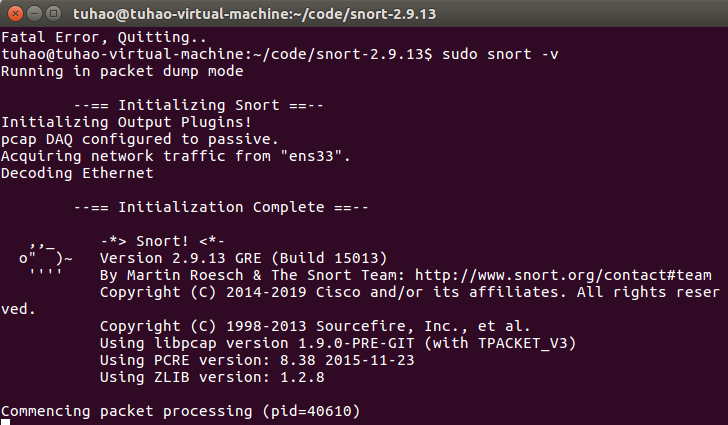 tuhao@tuhao-virtual-machine:~/code/snort-2.9.13
Fatal Error, Quitting..
tuhao@tuhao-virtual-machine:~/code/snort-2.9.13$ sudo snort -v
Running in packet dump mode
--== Initializing Snort ==--
Initializing Output Plugins!
pcap DAQ configured to passive.
Acquiring network traffic from "ens33".
Decoding Ethernet
--== Initialization Complete ==--
,,_     -*> Snort! <*-
o"  )~   Version 2.9.13 GRE (Build 15013)
''''    By Martin Roesch & The Snort Team: http://www.snort.org/contact#team
Copyright (C) 2014-2019 Cisco and/or its affiliates. All rights reser
ved.
Copyright (C) 1998-2013 Sourcefire, Inc., et al.
Using libpcap version 1.9.0-PRE-GIT (with TPACKET_V3)
Using PCRE version: 8.38 2015-11-23
Using ZLIB version: 1.2.8
Commencing packet processing (pid=40610)